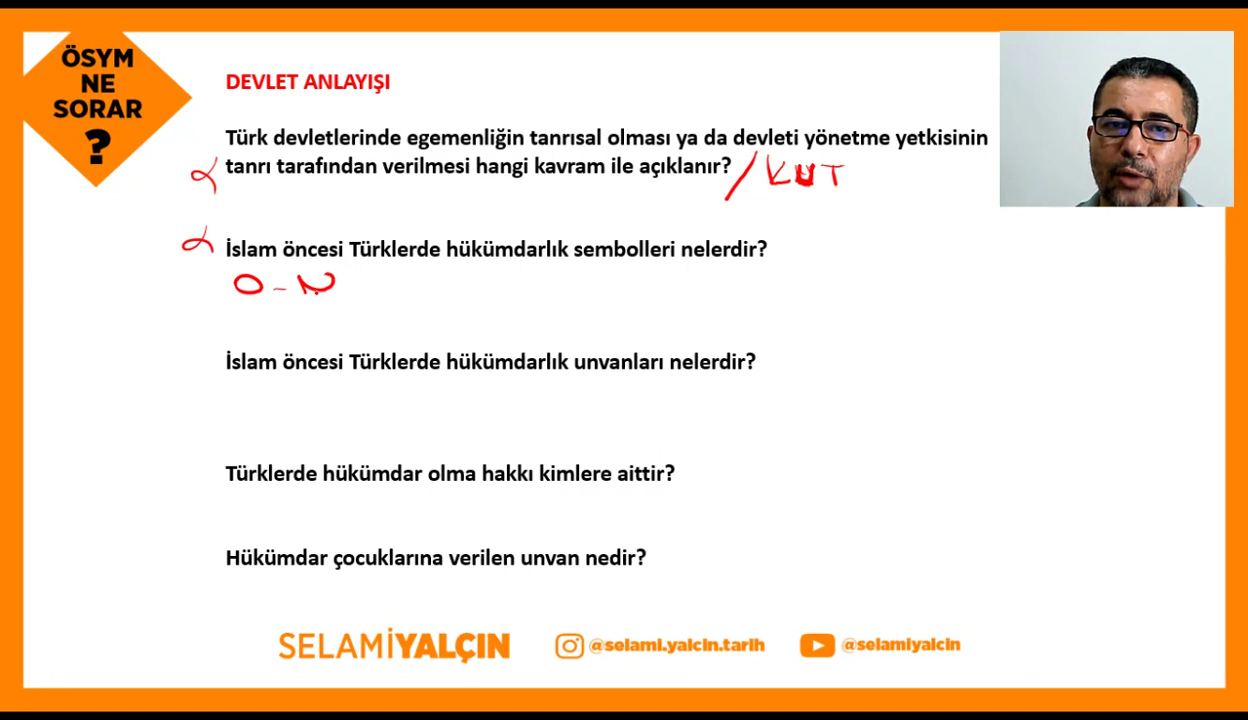 ÖSYM
NE
SORAR
?
DEVLET ANLAYIŞI
Türk devletlerinde egemenliğin tanrısal olması ya da devleti yönetme yetkisinin
tanrı tarafından verilmesi hangi kavram ile açıklanır?
/ KUT
İslam öncesi Türklerde hükümdarlık sembolleri nelerdir?
O - N
İslam öncesi Türklerde hükümdarlık unvanları nelerdir?
Türklerde hükümdar olma hakkı kimlere aittir?
Hükümdar çocuklarına verilen unvan nedir?
SELAMİYALÇIN @selami.yalcin.tarih @selamiyalcin